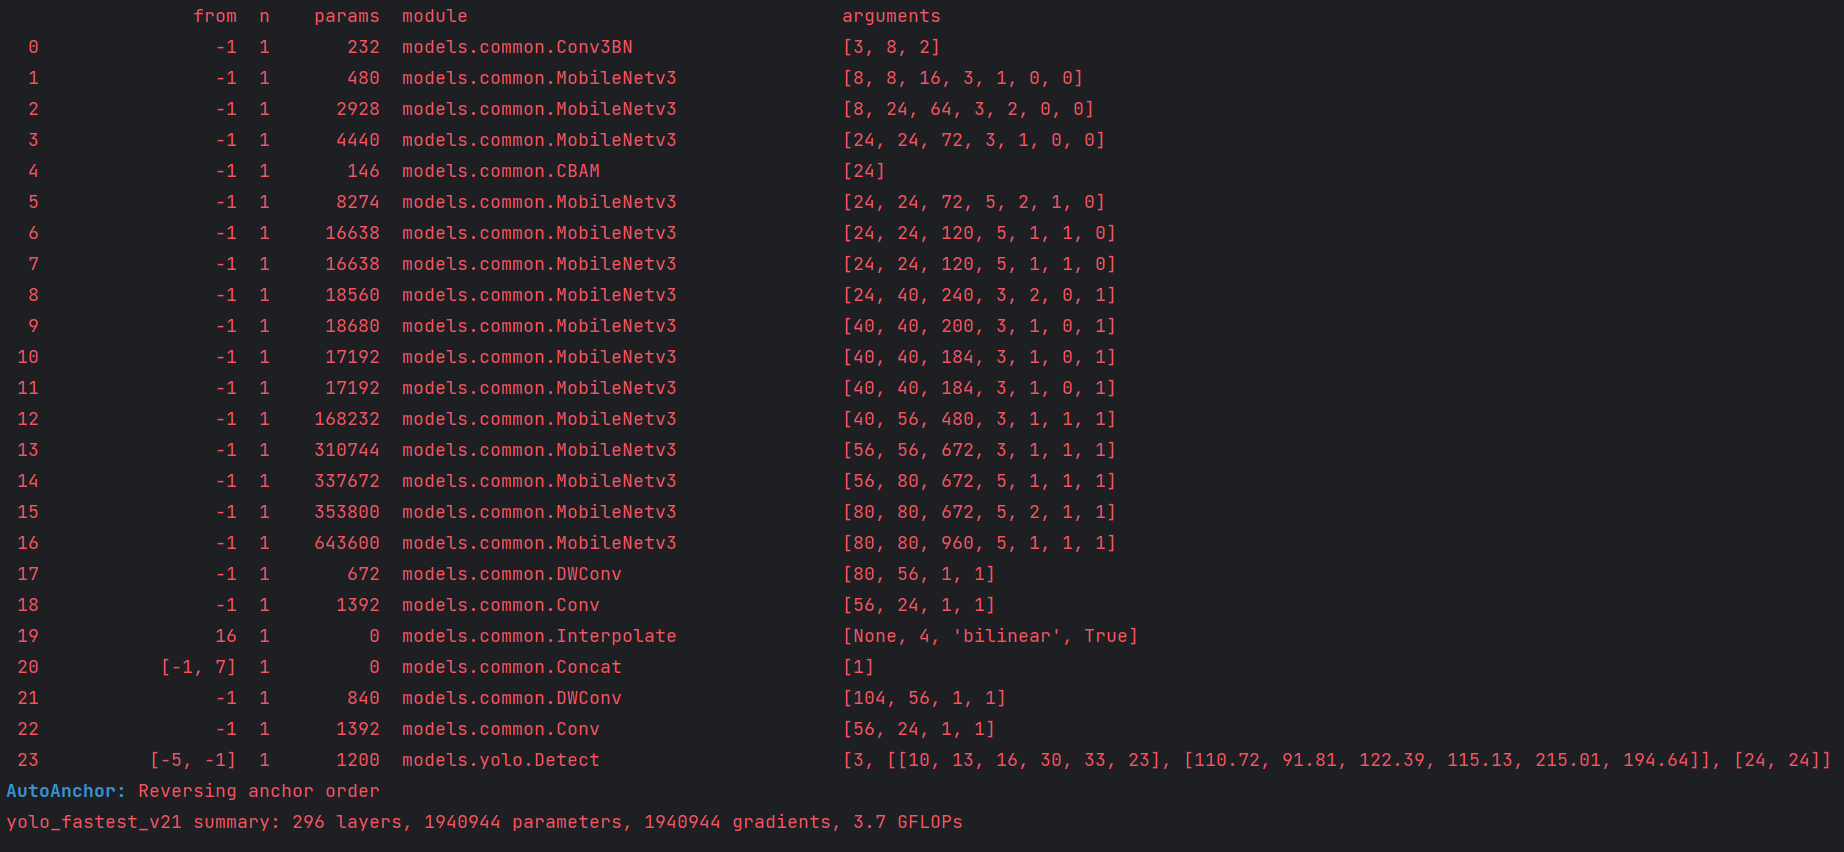 from n params module arguments
0 -1 1 232 models.common.Conv3BN [3, 8, 2]
1 -1 1 480 models.common.MobileNetv3 [8, 8, 16, 3, 1, 0, 0]
2 -1 1 2928 models.common.MobileNetv3 [8, 24, 64, 3, 2, 0, 0]
3 -1 1 4440 models.common.MobileNetv3 [24, 24, 72, 3, 1, 0, 0]
4 -1 1 146 models.common.CBAM [24]
5 -1 1 8274 models.common.MobileNetv3 [24, 24, 72, 5, 2, 1, 0]
6 -1 1 16638 models.common.MobileNetv3 [24, 24, 120, 5, 1, 1, 0]
7 -1 1 16638 models.common.MobileNetv3 [24, 24, 120, 5, 1, 1, 0]
8 -1 1 18560 models.common.MobileNetv3 [24, 40, 240, 3, 2, 0, 1]
9 -1 1 18680 models.common.MobileNetv3 [40, 40, 200, 3, 1, 0, 1]
10 -1 1 17192 models.common.MobileNetv3 [40, 40, 184, 3, 1, 0, 1]
11 -1 1 17192 models.common.MobileNetv3 [40, 40, 184, 3, 1, 0, 1]
12 -1 1 168232 models.common.MobileNetv3 [40, 56, 480, 3, 1, 1, 1]
13 -1 1 310744 models.common.MobileNetv3 [56, 56, 672, 3, 1, 1, 1]
14 -1 1 337672 models.common.MobileNetv3 [56, 80, 672, 5, 1, 1, 1]
15 -1 1 353800 models.common.MobileNetv3 [80, 80, 672, 5, 2, 1, 1]
16 -1 1 643600 models.common.MobileNetv3 [80, 80, 960, 5, 1, 1, 1]
17 -1 1 672 models.common.DWConv [80, 56, 1, 1]
18 -1 1 1392 models.common.Conv [56, 24, 1, 1]
19 16 1 0 models.common.Interpolate [None, 4, 'bilinear', True]
20 [-1, 7] 1 0 models.common.Concat [1]
21 -1 1 840 models.common.DWConv [104, 56, 1, 1]
22 -1 1 1392 models.common.Conv [56, 24, 1, 1]
23 [-5, -1] 1 1200 models.yolo.Detect [3, [[10, 13, 16, 30, 33, 23], [110.72, 91.81, 122.39, 115.13, 215.01, 194.64]], [24, 24]]
AutoAnchor: Reversing anchor order
yolo_fastest_v21 summary: 296 layers, 1940944 parameters, 1940944 gradients, 3.7 GFLOPs